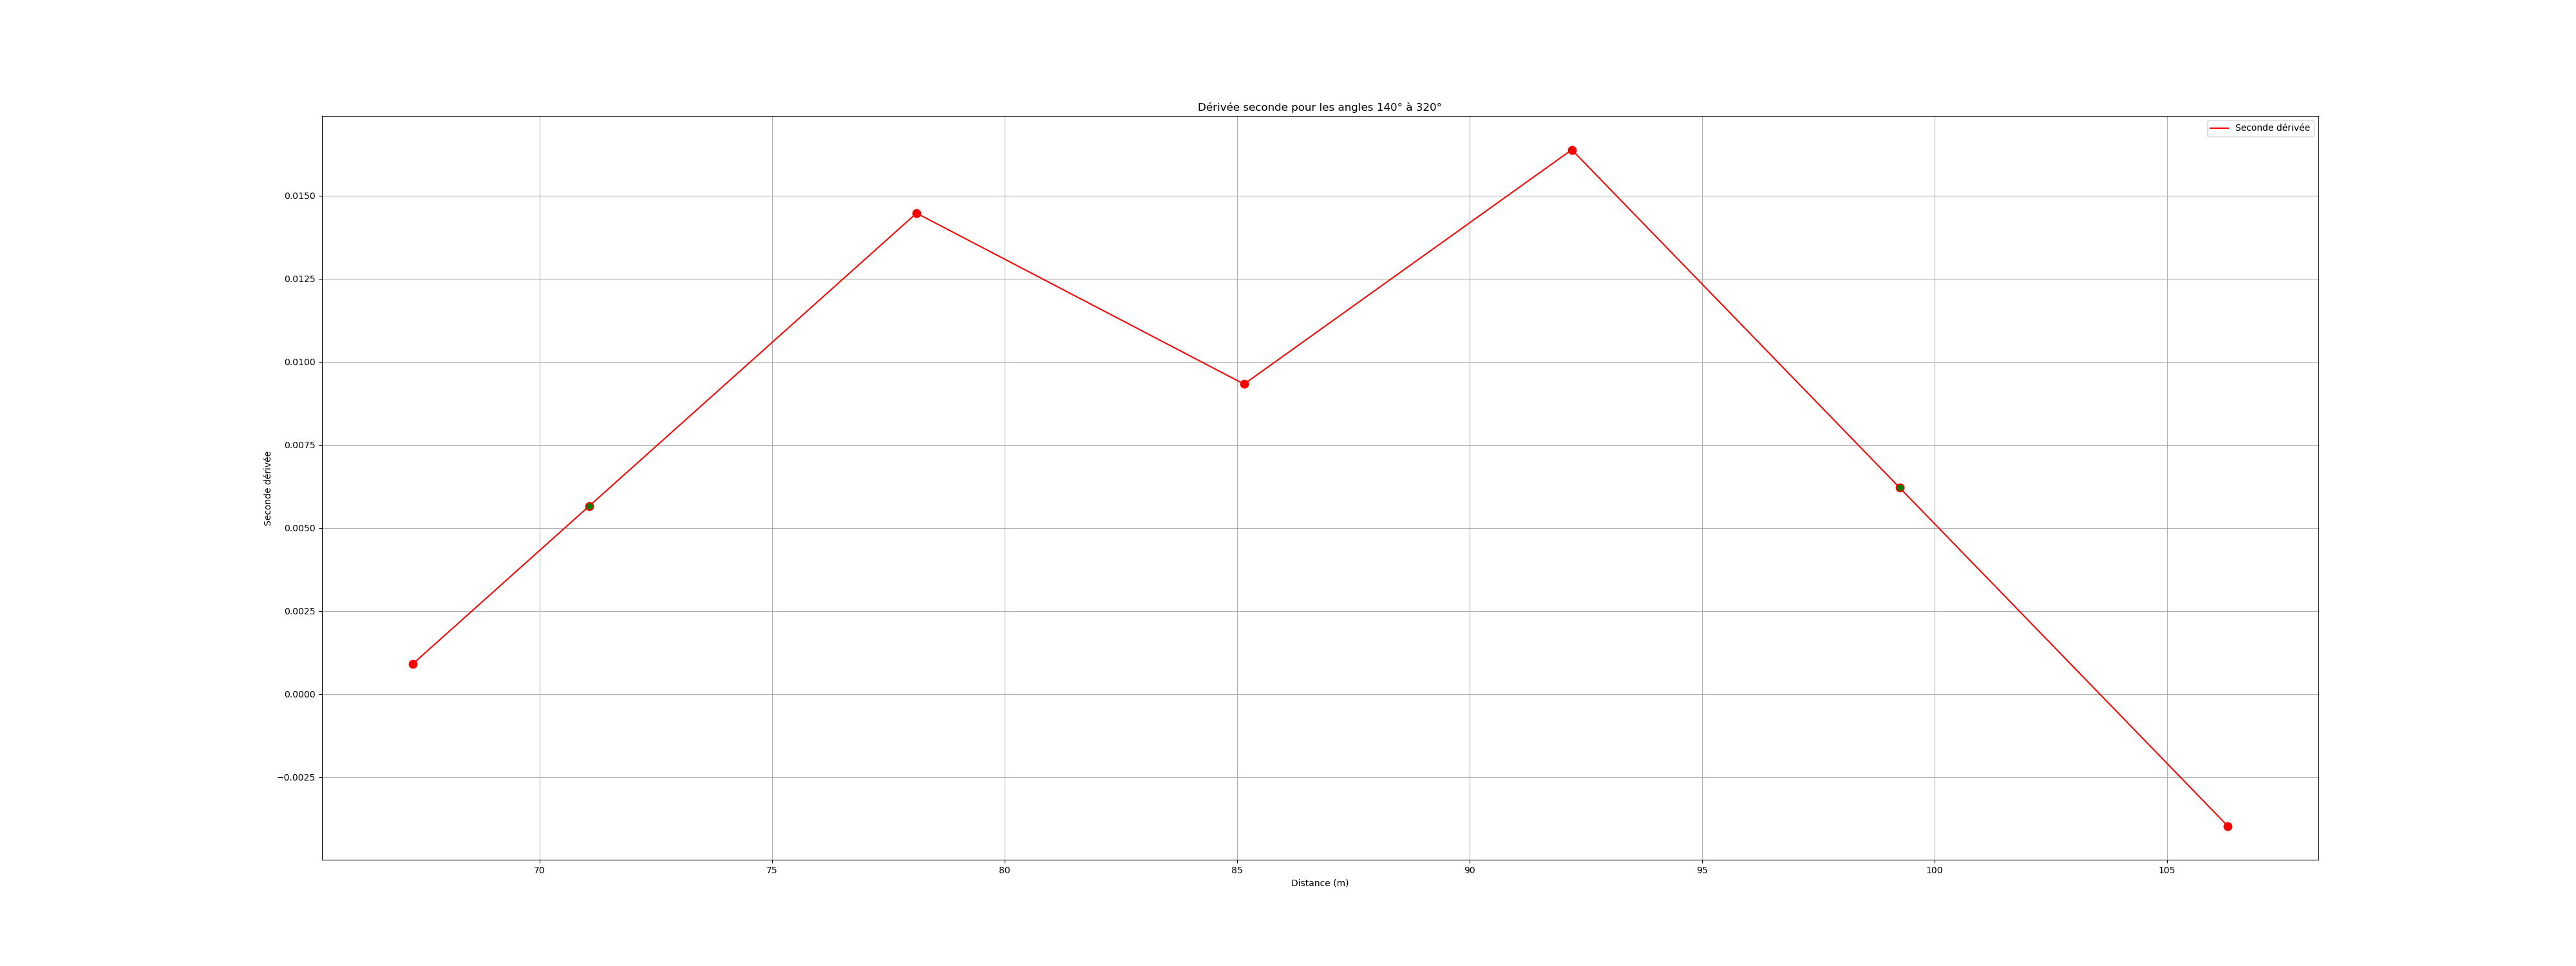 Dérivée seconde pour les angles 140° à 320°
Seconde dérivée
0.0150
0.0125
0.0100
0.0075
0.0050
0.0025
0.0000
−0.0025
Seconde dérivée
70 75 80 85 90 95 100 105
Distance (m)